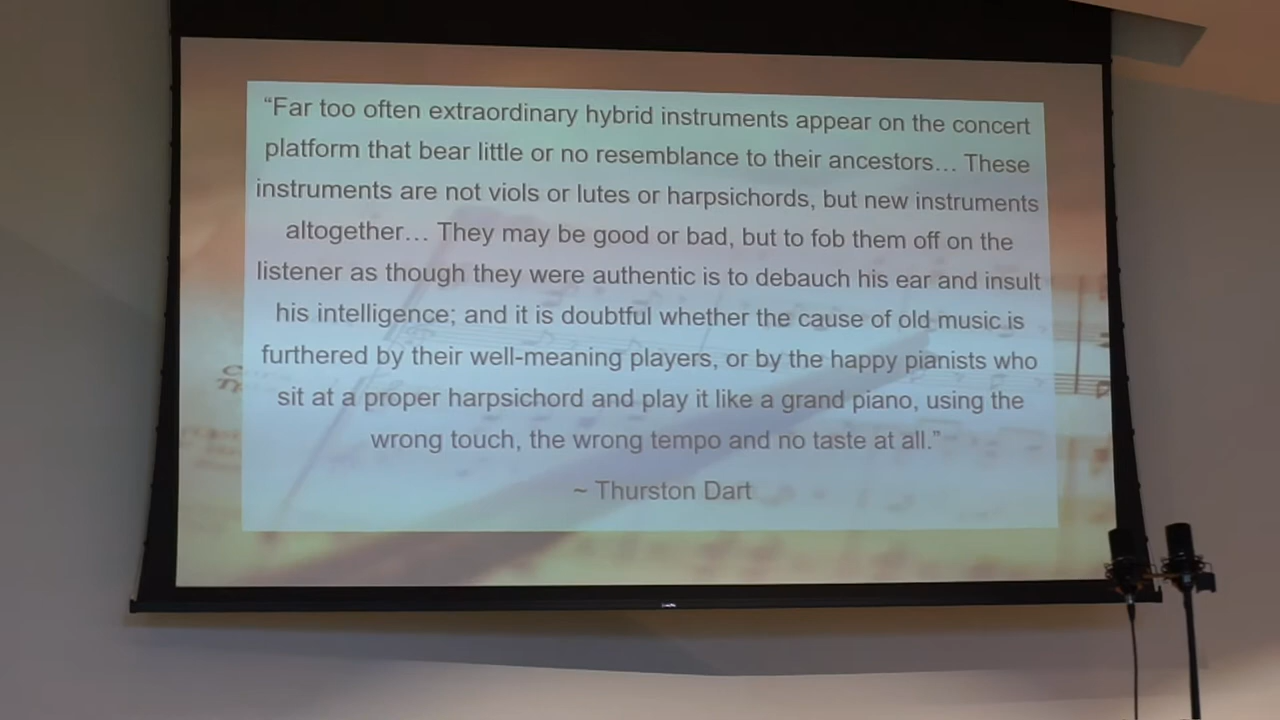 “Far too often extraordinary hybrid instruments appear on the concert
platform that bear little or no resemblance to their ancestors… These
instruments are not viols or lutes or harpsichords, but new instruments
altogether… They may be good or bad, but to fob them off on the
listener as though they were authentic is to debauch his ear and insult
his intelligence; and it is doubtful whether the cause of old music is
furthered by their well-meaning players, or by the happy pianists who
sit at a proper harpsichord and play it like a grand piano, using the
wrong touch, the wrong tempo and no taste at all.”
~ Thurston Dart